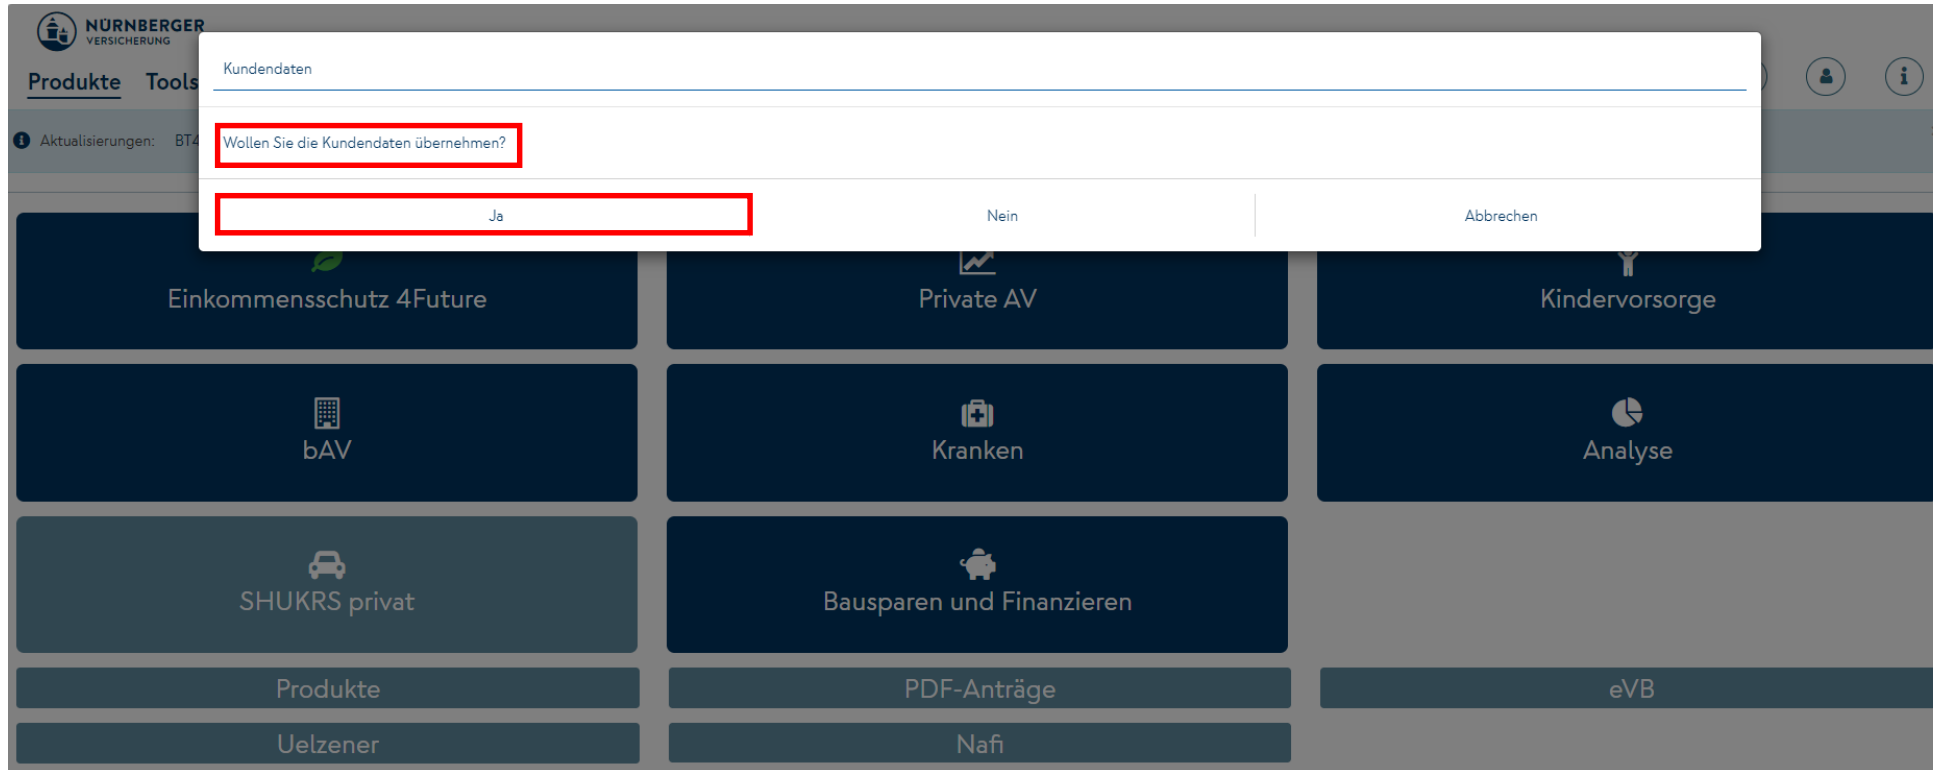 NÜRNBERGER
VERSICHERUNG
Produkte Tools
Kundendaten
Aktualisierungen:
Wollen Sie die Kundendaten übernehmen?
Ja Nein Abbrechen
Einkommensschutz 4Future Private AV Kindervorsorge
bAV Kranken Analyse
SHUKRS privat Bausparen und Finanzieren
Produkte PDF-Anträge eVB
Uelzener Nafi